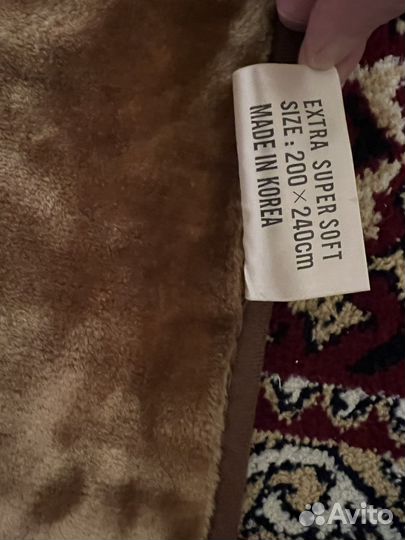 EXTRA SUPER SOFT
SIZE : 200×240cm
MADE IN KOREA
Avito